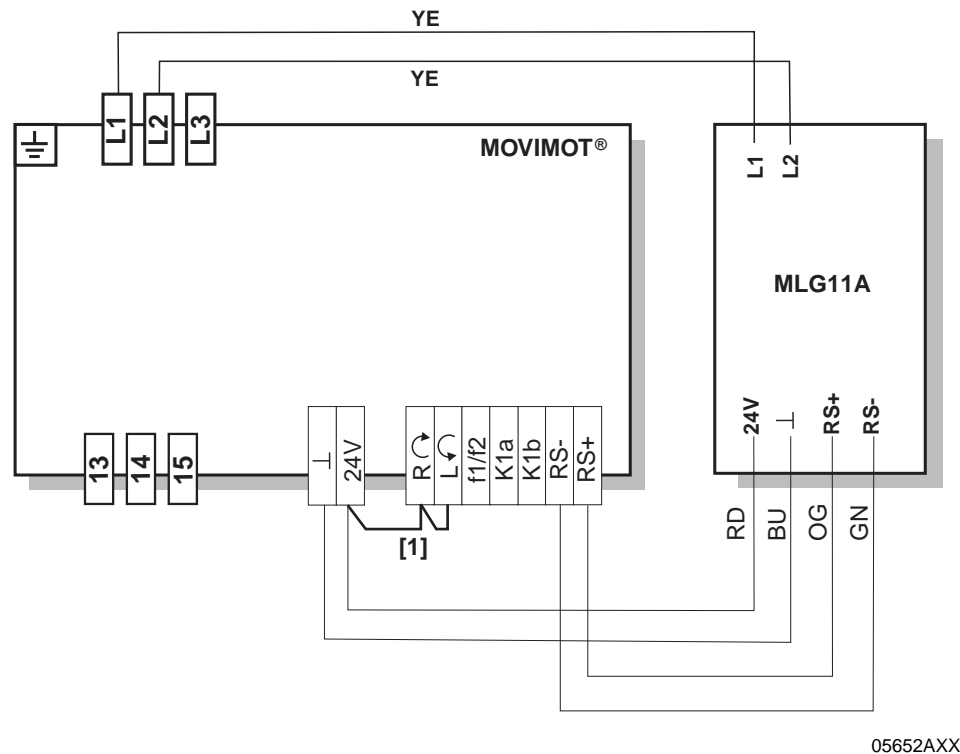 YE
YE
L1
L2
L3
MOVIMOT®
L1
L2
MLG11A
24V
⊥
RS+
RS-
⊥
24V
R
L
f1/f2
K1a
K1b
RS-
RS+
13
14
15
[1]
RD
BU
OG
GN
05652AXX